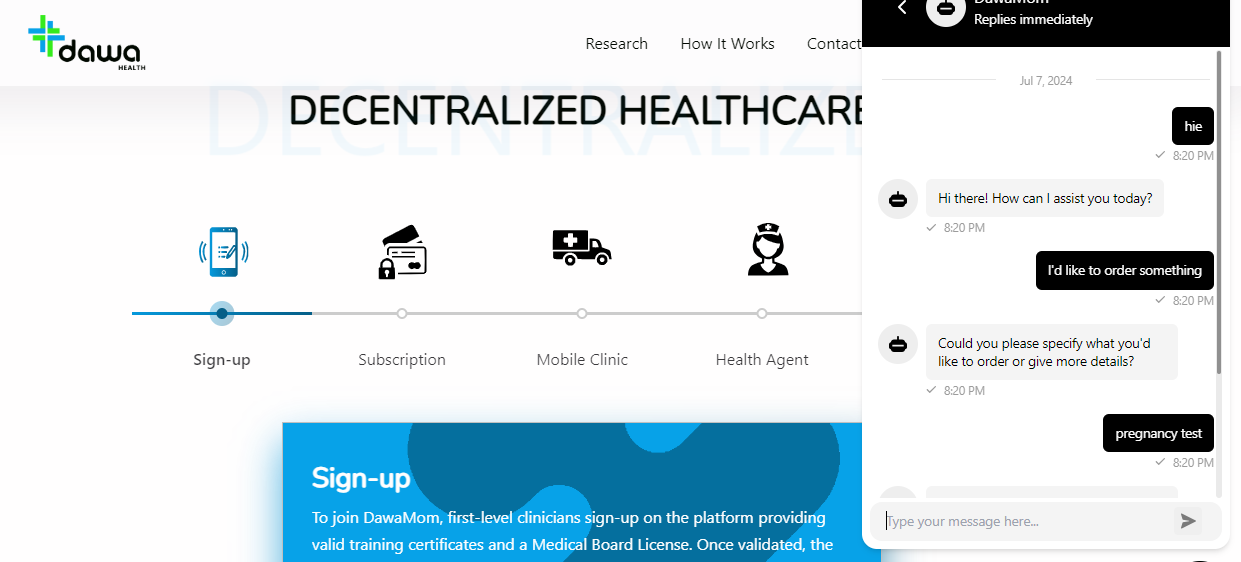 dawa
HEALTH
Research
How It Works
Contact
DECENTRALIZED HEALTHCARE
DECENTRALIZE
Sign-up
Subscription
Mobile Clinic
Health Agent
Sign-up
To join DawaMom, first-level clinicians sign-up on the platform providing
valid training certificates and a Medical Board License. Once validated, the
DawaMom
Replies immediately
Jul 7, 2024
hie
8:20 PM
Hi there! How can I assist you today?
8:20 PM
I'd like to order something
8:20 PM
Could you please specify what you'd
like to order or give more details?
8:20 PM
pregnancy test
8:20 PM
Type your message here...